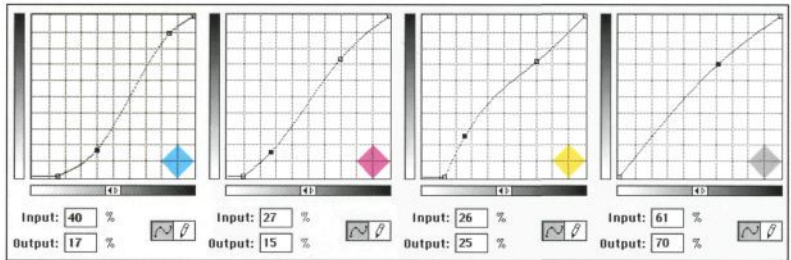 Input: 40 %
Output: 17 %
Input: 27 %
Output: 15 %
Input: 26 %
Output: 25 %
Input: 61 %
Output: 70 %